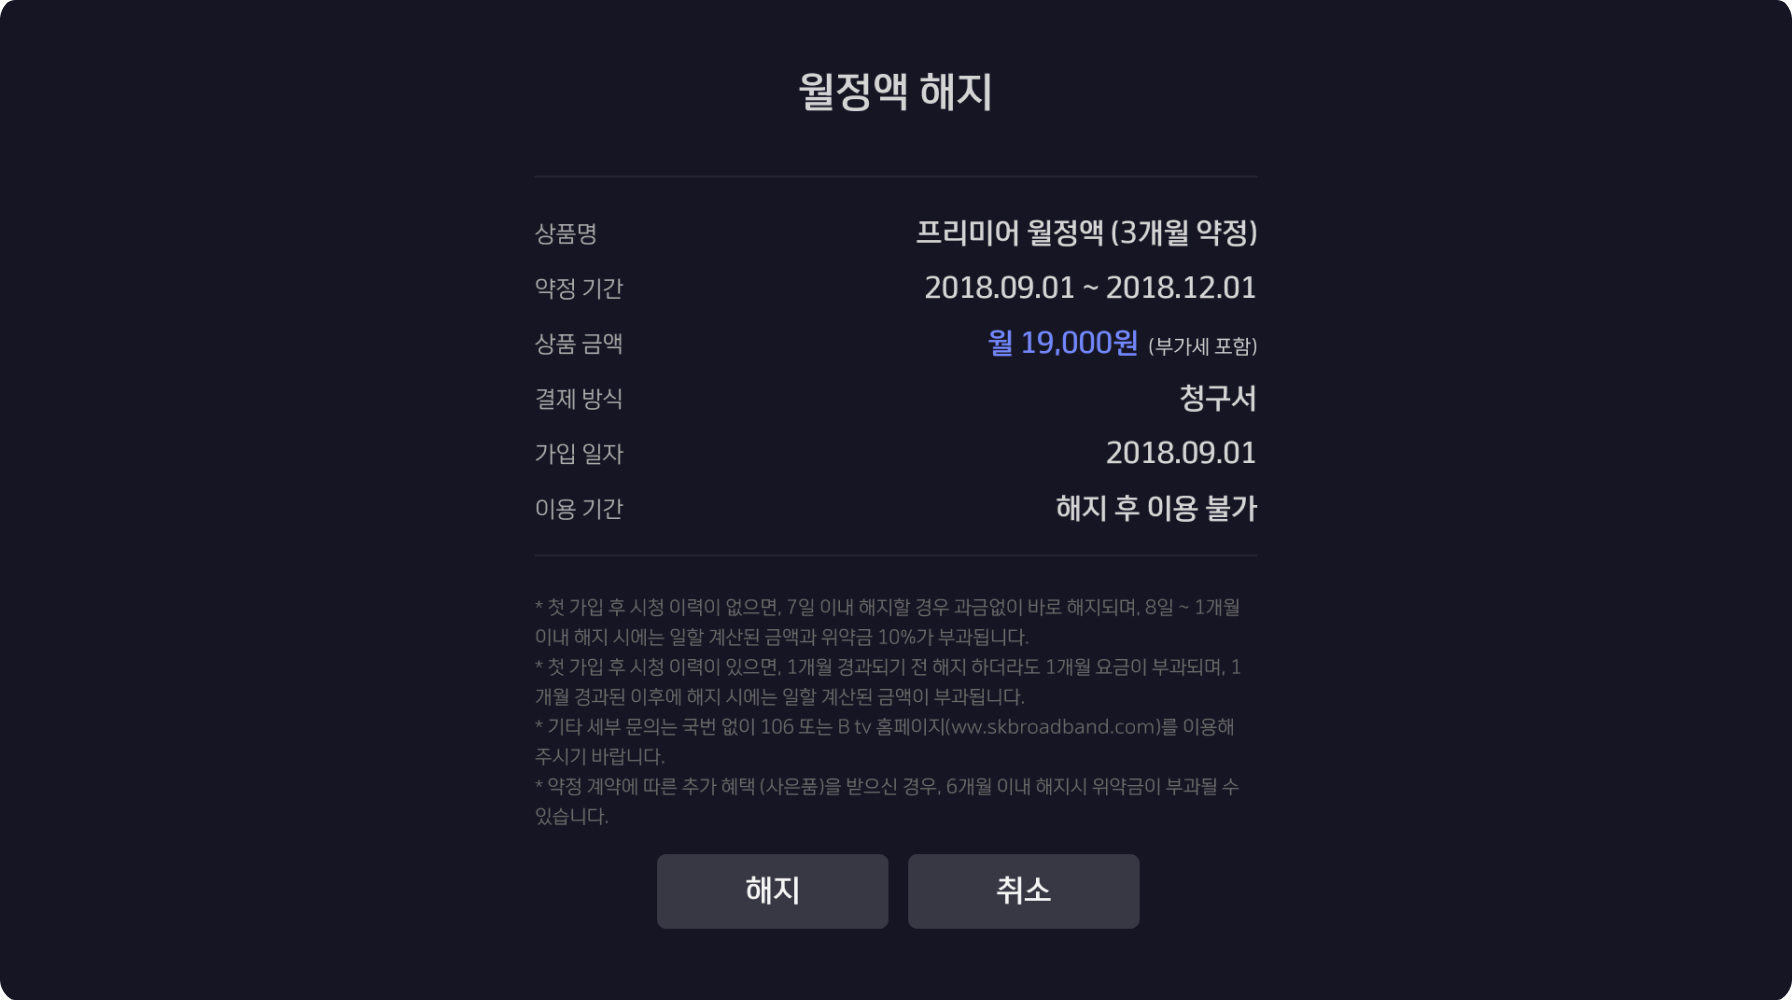 월정액 해지
상품명 프리미어 월정액 (3개월 약정)
약정 기간 2018.09.01 ~ 2018.12.01
상품 금액 월 19,000원 (부가세 포함)
결제 방식 청구서
가입 일자 2018.09.01
이용 기간 해지 후 이용 불가
* 첫 가입 후 시청 이력이 없으면, 7일 이내 해지할 경우 과금없이 바로 해지되며, 8일 ~ 1개월
이내 해지 시에는 일할 계산된 금액과 위약금 10%가 부과됩니다.
* 첫 가입 후 시청 이력이 있으면, 1개월 경과되기 전 해지 하더라도 1개월 요금이 부과되며, 1
개월 경과된 이후에 해지 시에는 일할 계산된 금액이 부과됩니다.
* 기타 세부 문의는 국번 없이 106 또는 B tv 홈페이지(ww.skbroadband.com)를 이용해
주시기 바랍니다.
* 약정 계약에 따른 추가 혜택 (사은품)을 받으신 경우, 6개월 이내 해지시 위약금이 부과될 수
있습니다.
해지 취소